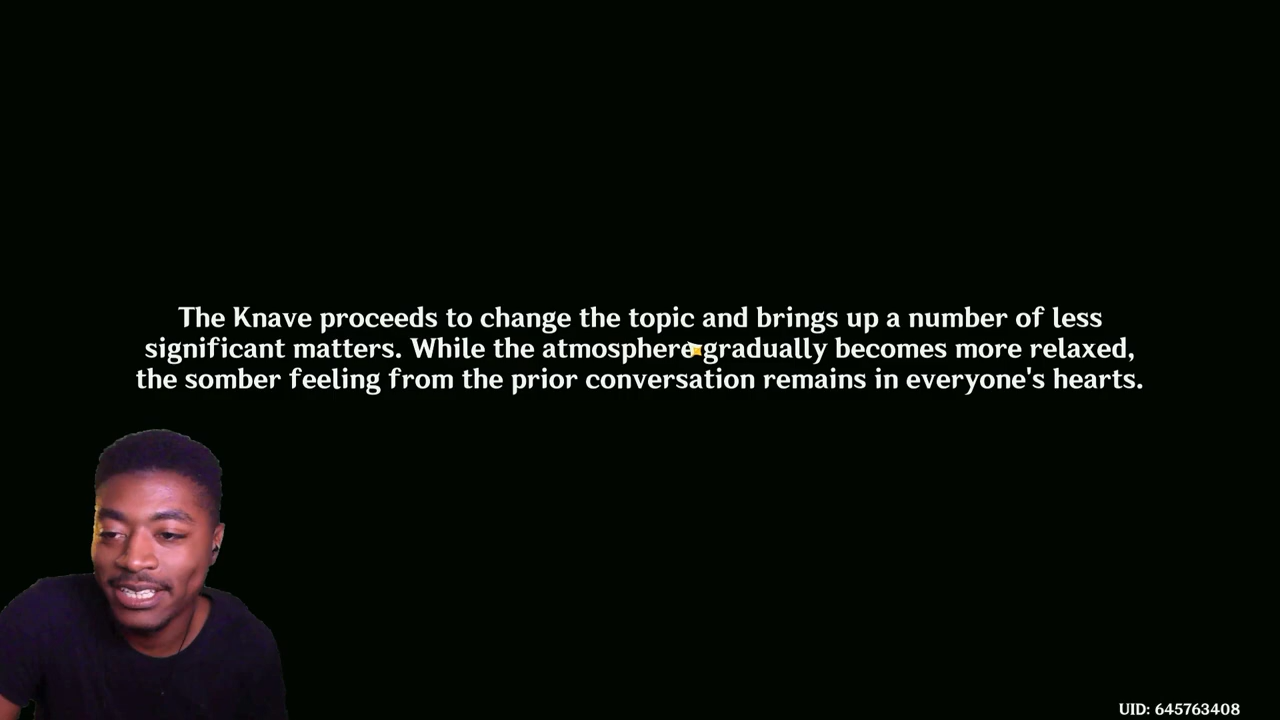 The Knave proceeds to change the topic and brings up a number of less
significant matters. While the atmosphere gradually becomes more relaxed,
the somber feeling from the prior conversation remains in everyone's hearts.
UID: 645763408